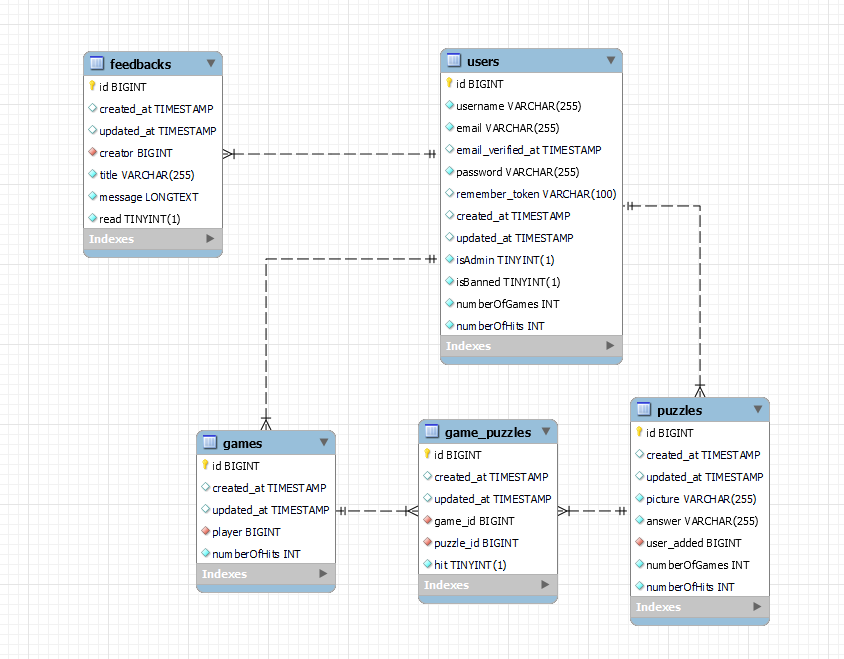 feedbacks
id BIGINT
created_at TIMESTAMP
updated_at TIMESTAMP
creator BIGINT
title VARCHAR(255)
message LONGTEXT
read TINYINT(1)
Indexes
users
id BIGINT
username VARCHAR(255)
email VARCHAR(255)
email_verified_at TIMESTAMP
password VARCHAR(255)
remember_token VARCHAR(100)
created_at TIMESTAMP
updated_at TIMESTAMP
isAdmin TINYINT(1)
isBanned TINYINT(1)
numberOfGames INT
numberOfHits INT
Indexes
games
id BIGINT
created_at TIMESTAMP
updated_at TIMESTAMP
player BIGINT
numberOfHits INT
Indexes
game_puzzles
id BIGINT
created_at TIMESTAMP
updated_at TIMESTAMP
game_id BIGINT
puzzle_id BIGINT
hit TINYINT(1)
Indexes
puzzles
id BIGINT
created_at TIMESTAMP
updated_at TIMESTAMP
picture VARCHAR(255)
answer VARCHAR(255)
user_added BIGINT
numberOfGames INT
numberOfHits INT
Indexes